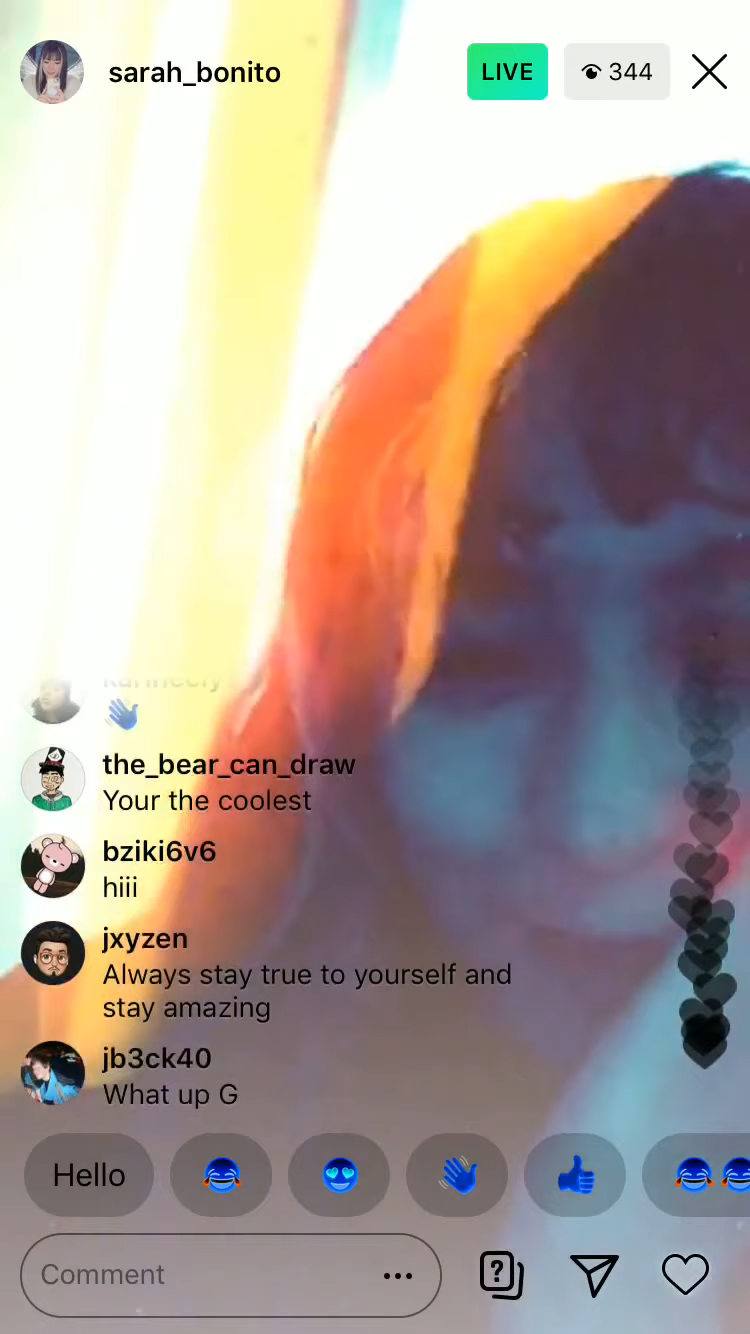 sarah_bonito
LIVE
344
the_bear_can_draw
Your the coolest
bziki6v6
hiii
jxyzen
Always stay true to yourself and
stay amazing
jb3ck40
What up G
Hello
Comment